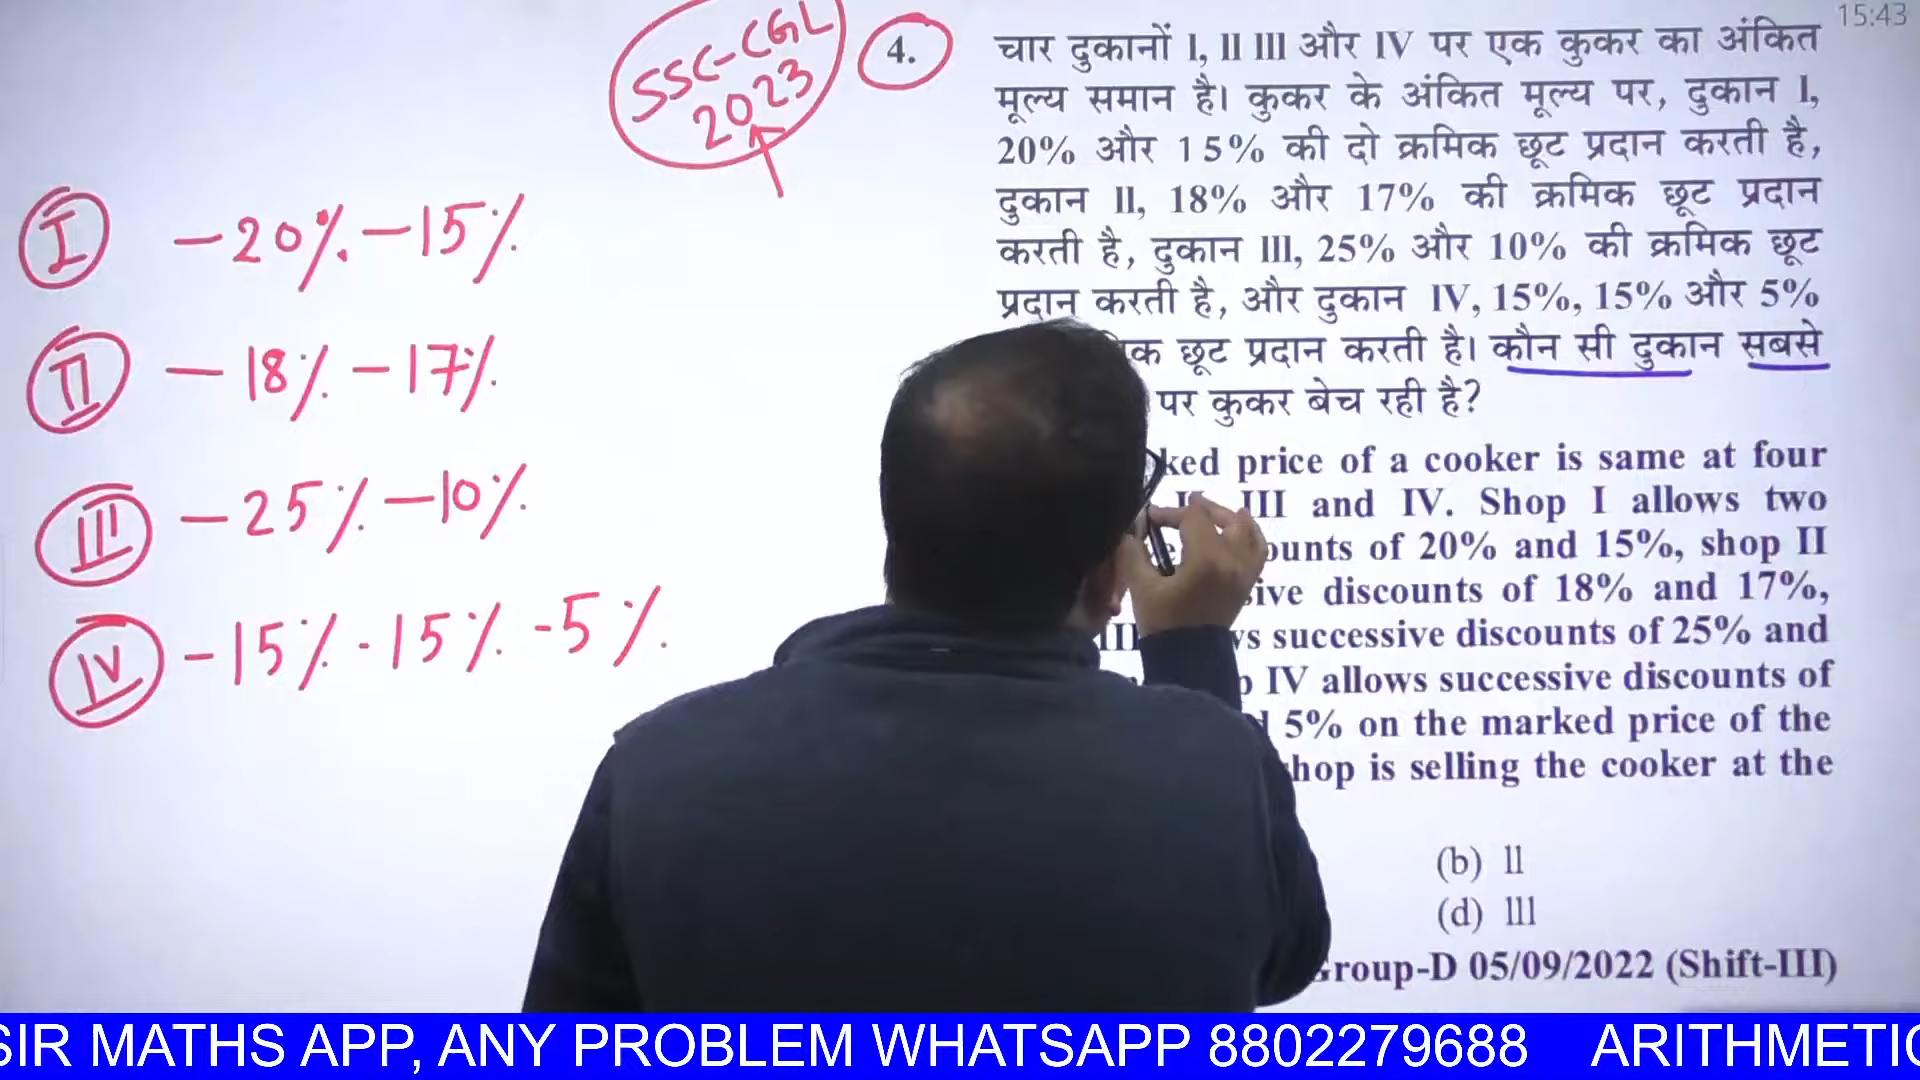 15:43
SSC-CGL
2023
4.
चार दुकानों I, II III और IV पर एक कुकर का अंकित
मूल्य समान है। कुकर के अंकित मूल्य पर, दुकान I,
20% और 15% की दो क्रमिक छूट प्रदान करती है,
दुकान II, 18% और 17% की क्रमिक छूट प्रदान
करती है, दुकान III, 25% और 10% की क्रमिक छूट
प्रदान करती है, और दुकान IV, 15%, 15% और 5%
छूट प्रदान करती है। कौन सी दुकान सबसे
पर कुकर बेच रही है?
price of a cooker is same at four
III and IV. Shop I allows two
of 20% and 15%, shop II
discounts of 18% and 17%,
successive discounts of 25% and
IV allows successive discounts of
5% on the marked price of the
shop is selling the cooker at the
(b) II
(d) III
Group-D 05/09/2022 (Shift-III)
I -20% -15%
II -18% -17%
III -25% -10%
IV -15% -15% -5%
SIR MATHS APP, ANY PROBLEM WHATSAPP 8802279688 ARITHMETIC